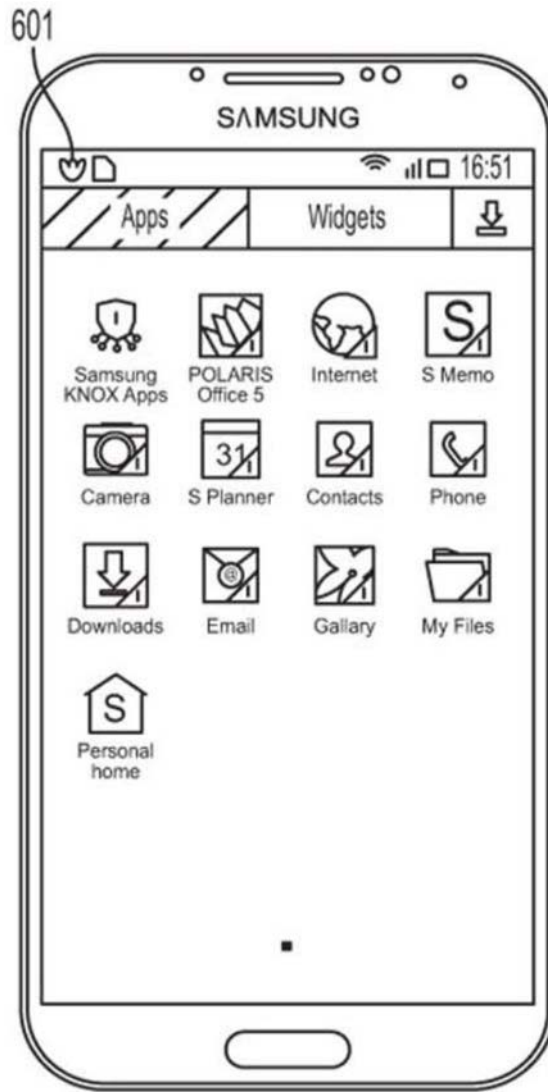 601
SAMSUNG
16:51
Apps Widgets
Samsung KNOX Apps
POLARIS Office 5
Internet
S
S Memo
Camera
31
S Planner
Contacts
Phone
Downloads
@
Email
Gallary
My Files
S
Personal home